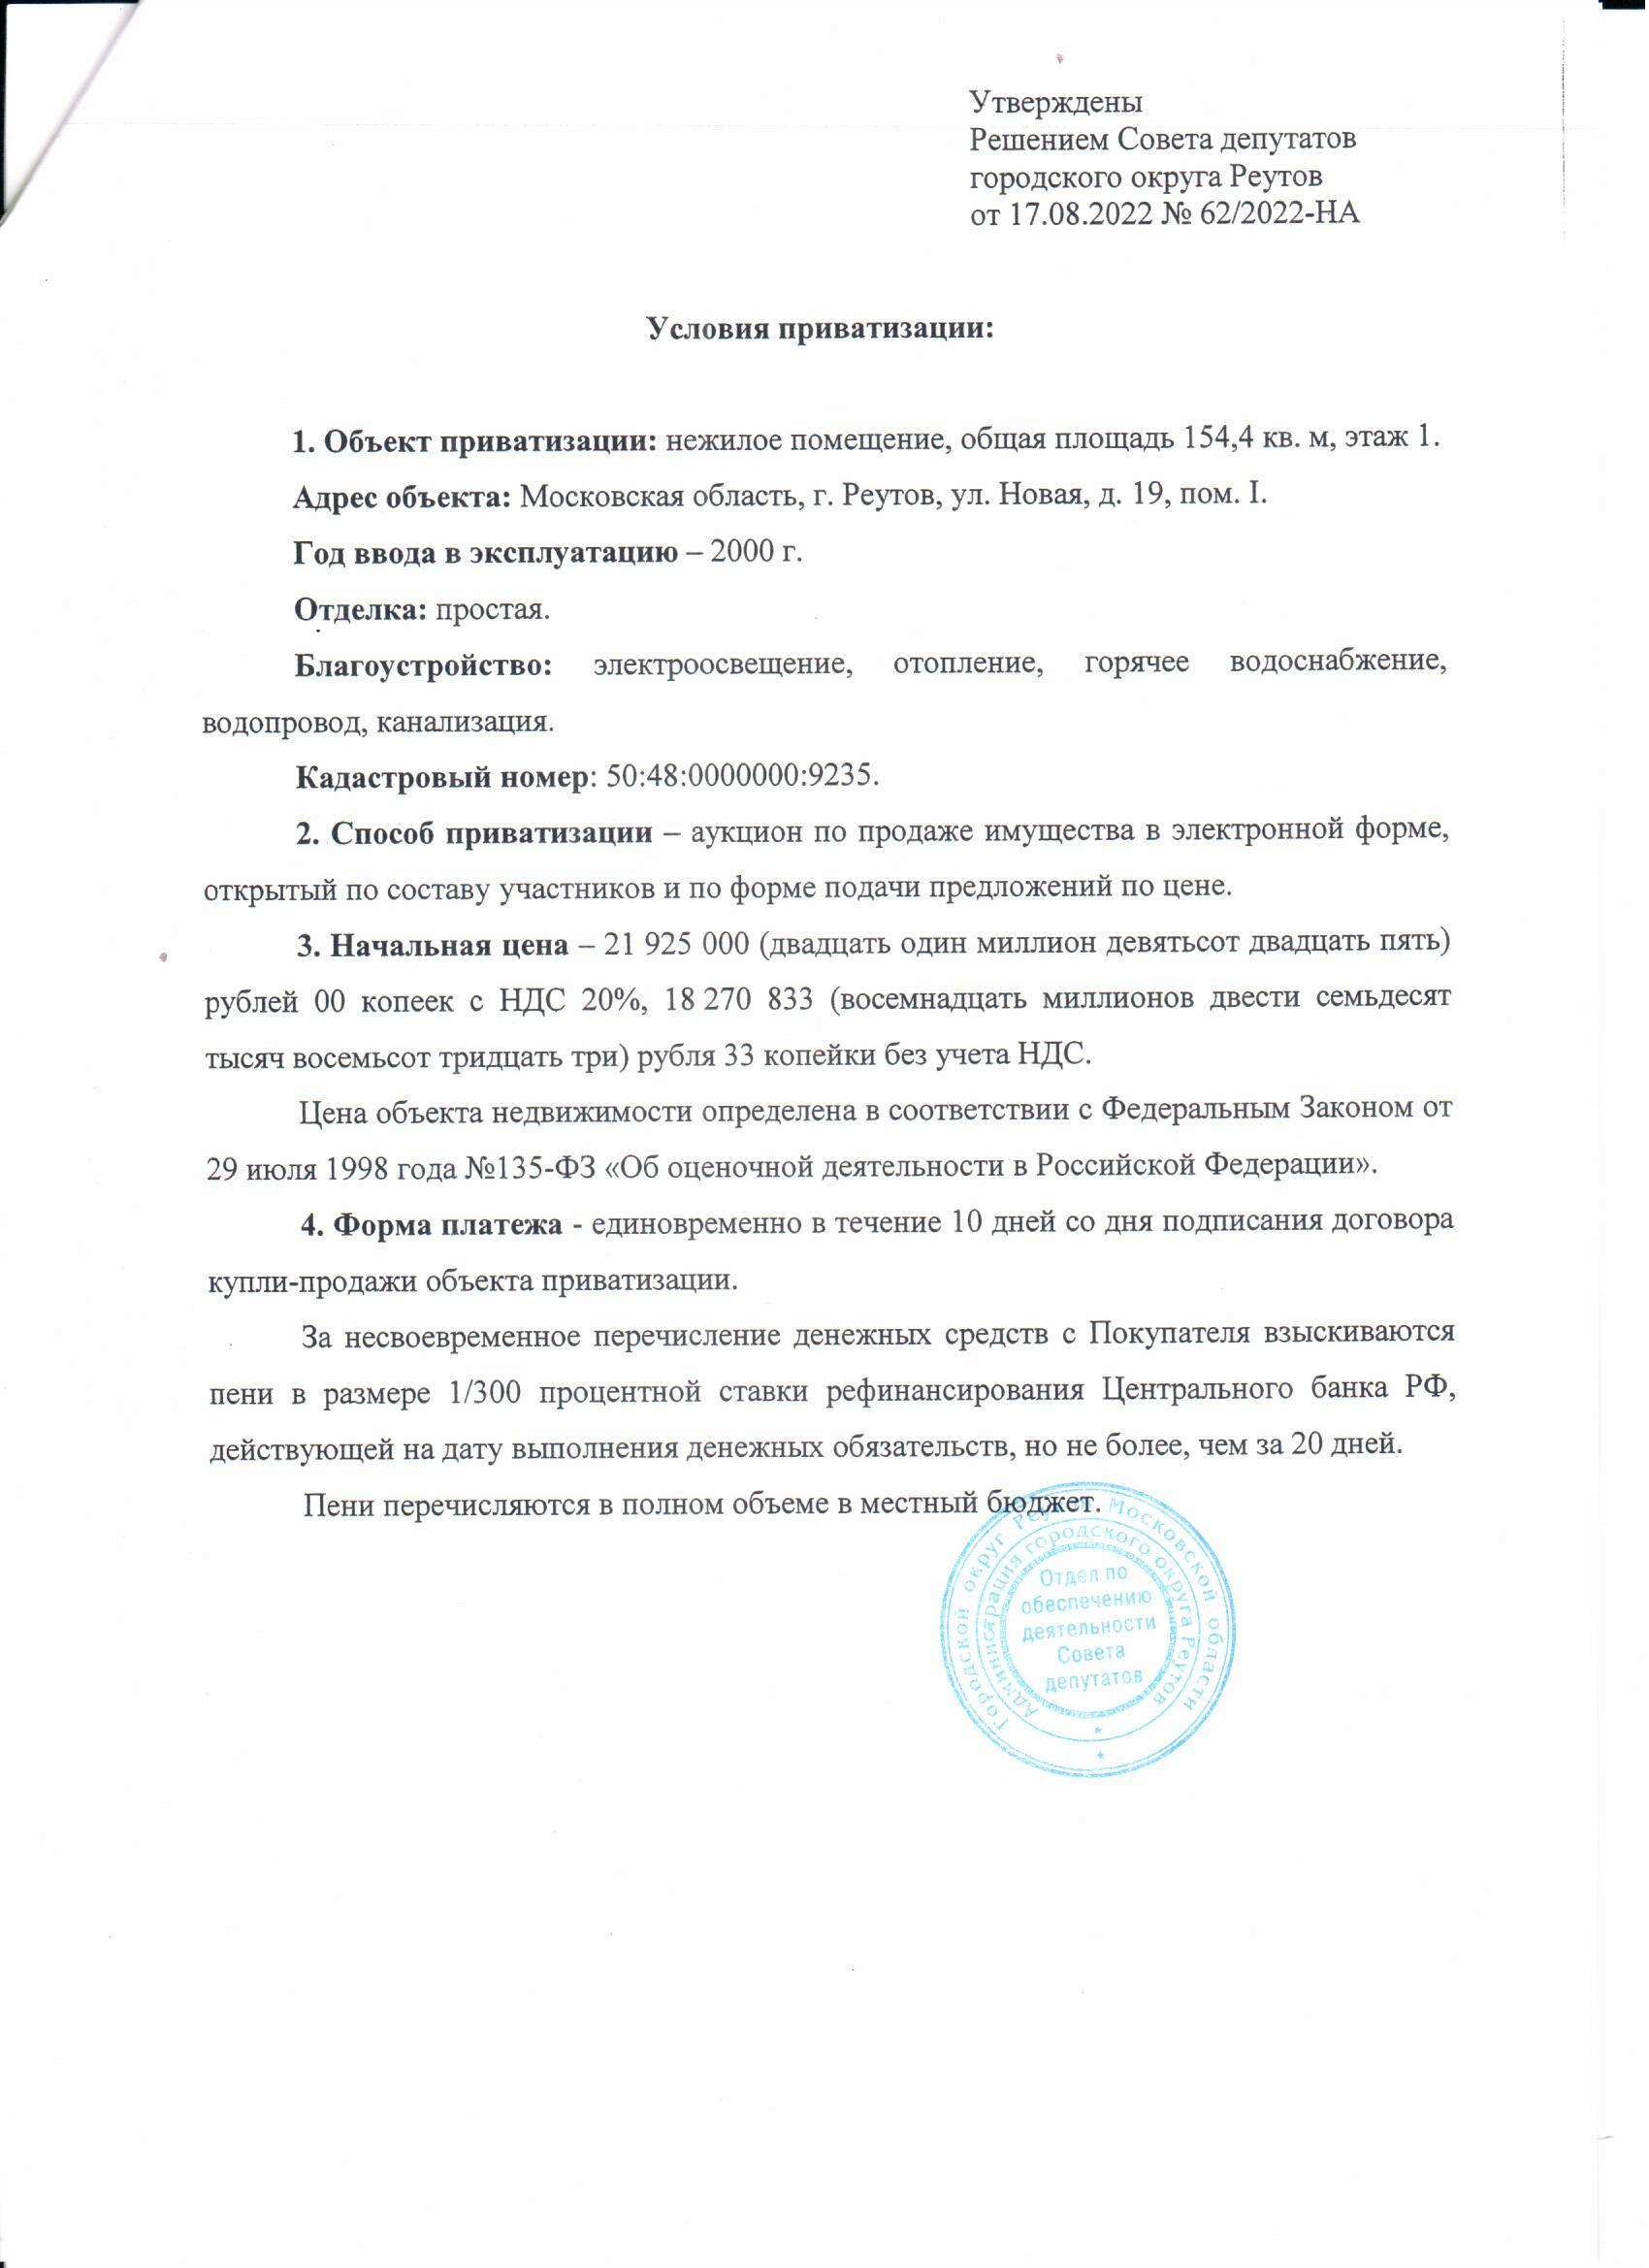 Утверждены
Решением Совета депутатов
городского округа Реутов
от 17.08.2022 № 62/2022-НА
Условия приватизации:
1. Объект приватизации: нежилое помещение, общая площадь 154,4 кв. м, этаж 1.
Адрес объекта: Московская область, г. Реутов, ул. Новая, д. 19, пом. I.
Год ввода в эксплуатацию – 2000 г.
Отделка: простая.
Благоустройство: электроосвещение, отопление, горячее водоснабжение,
водопровод, канализация.
Кадастровый номер: 50:48:0000000:9235.
2. Способ приватизации – аукцион по продаже имущества в электронной форме,
открытый по составу участников и по форме подачи предложений по цене.
3. Начальная цена – 21 925 000 (двадцать один миллион девятьсот двадцать пять)
рублей 00 копеек с НДС 20%, 18 270 833 (восемнадцать миллионов двести семьдесят
тысяч восемьсот тридцать три) рубля 33 копейки без учета НДС.
Цена объекта недвижимости определена в соответствии с Федеральным Законом от
29 июля 1998 года №135-ФЗ «Об оценочной деятельности в Российской Федерации».
4. Форма платежа - единовременно в течение 10 дней со дня подписания договора
купли-продажи объекта приватизации.
За несвоевременное перечисление денежных средств с Покупателя взыскиваются
пени в размере 1/300 процентной ставки рефинансирования Центрального банка РФ,
действующей на дату выполнения денежных обязательств, но не более, чем за 20 дней.
Пени перечисляются в полном объеме в местный бюджет.
Городской округ Реутов Московской области
Администрация городского округа Реутов
Отдел по
обеспечению
деятельности
Совета
депутатов